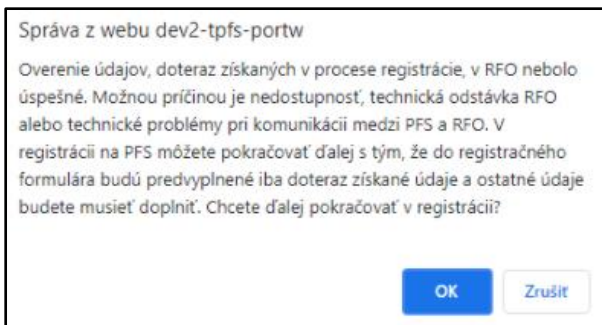 Správa z webu dev2-tpfs-portw
Overenie údajov, doteraz získaných v procese registrácie, v RFO nebolo
úspešné. Možnou príčinou je nedostupnosť, technická odstávka RFO
alebo technické problémy pri komunikácii medzi PFS a RFO. V
registrácii na PFS môžete pokračovať ďalej s tým, že do registračného
formulára budú predvyplnené iba doteraz získané údaje a ostatné údaje
budete musieť doplniť. Chcete ďalej pokračovať v registrácii?
OK Zrušiť